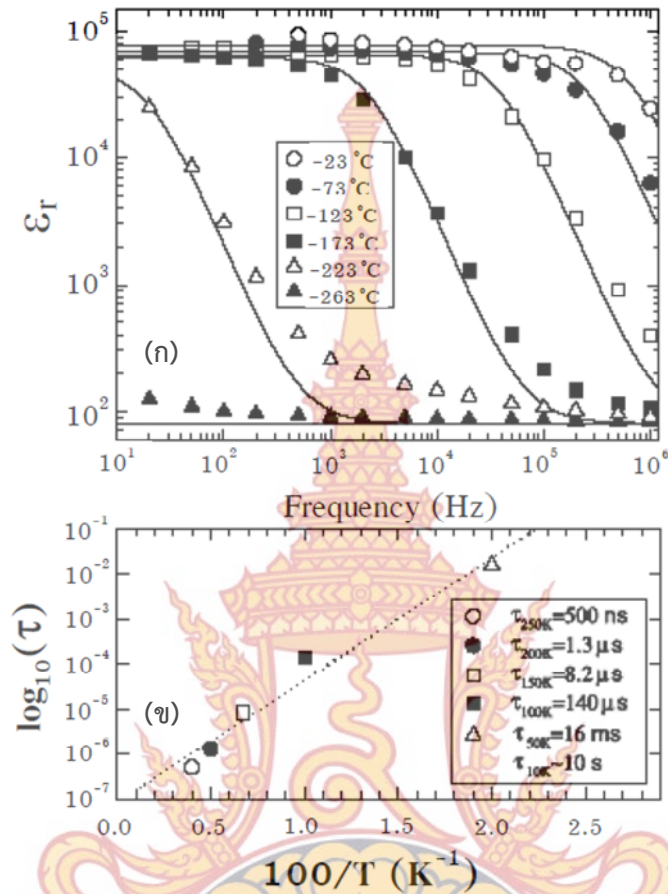 10⁵
10⁴
10³
10²
εr
-23°C
-73°C
-123°C
-173°C
-223°C
-263°C
(ก)
10¹ 10² 10³ 10⁴ 10⁵ 10⁶
Frequency (Hz)
10⁻¹
10⁻²
10⁻³
10⁻⁴
10⁻⁵
10⁻⁶
10⁻⁷
log₁₀(τ)
(ข)
τ₂₅₀K=500 ns
τ₂₀₀K=1.3 μs
τ₁₅₀K=8.2 μs
τ₁₀₀K=140 μs
τ₅₀K=16 ms
τ₁₀K~10 s
0.0 0.5 1.0 1.5 2.0 2.5
100/T (K⁻¹)